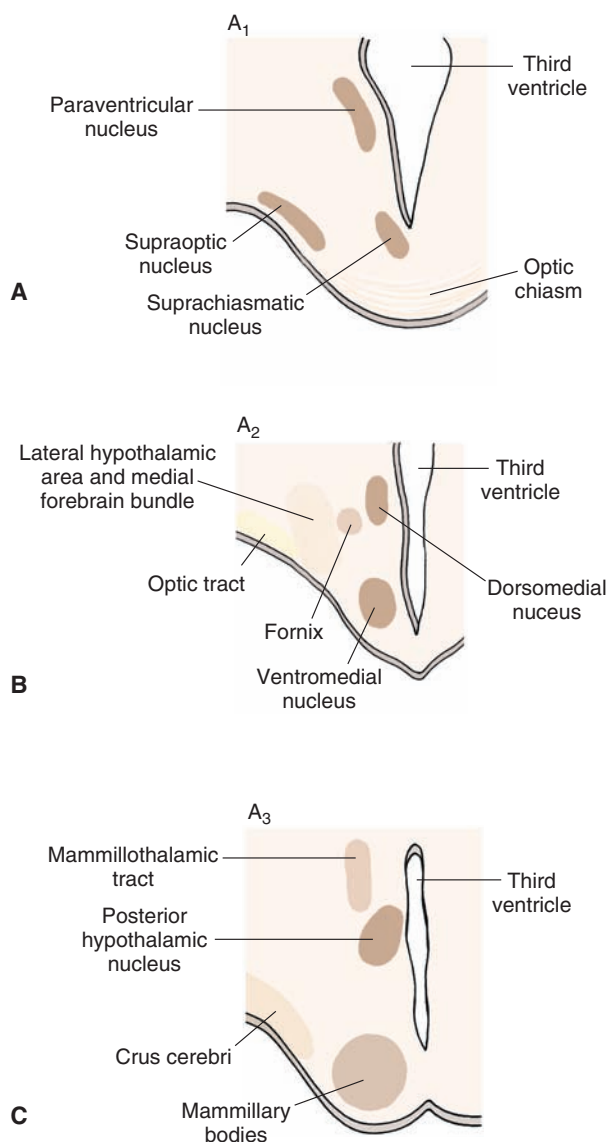 A1
Third
ventricle
Paraventricular
nucleus
Supraoptic
nucleus
Suprachiasmatic
nucleus
Optic
chiasm
A
A2
Lateral hypothalamic
area and medial
forebrain bundle
Third
ventricle
Optic tract
Dorsomedial
nuceus
Fornix
Ventromedial
nucleus
B
A3
Mammillothalamic
tract
Third
ventricle
Posterior
hypothalamic
nucleus
Crus cerebri
Mammillary
bodies
C